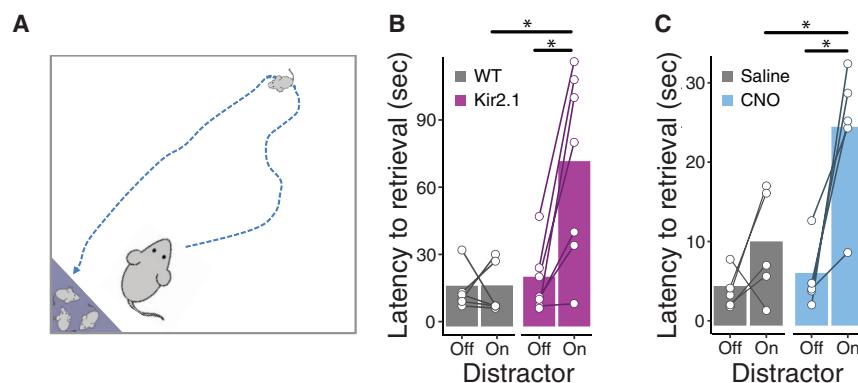 A
B
Latency to retrieval (sec)
90
60
30
0
* 
*
WT
Kir2.1
Off On Off On
Distractor
C
Latency to retrieval (sec)
30
20
10
0
*
*
Saline
CNO
Off On Off On
Distractor